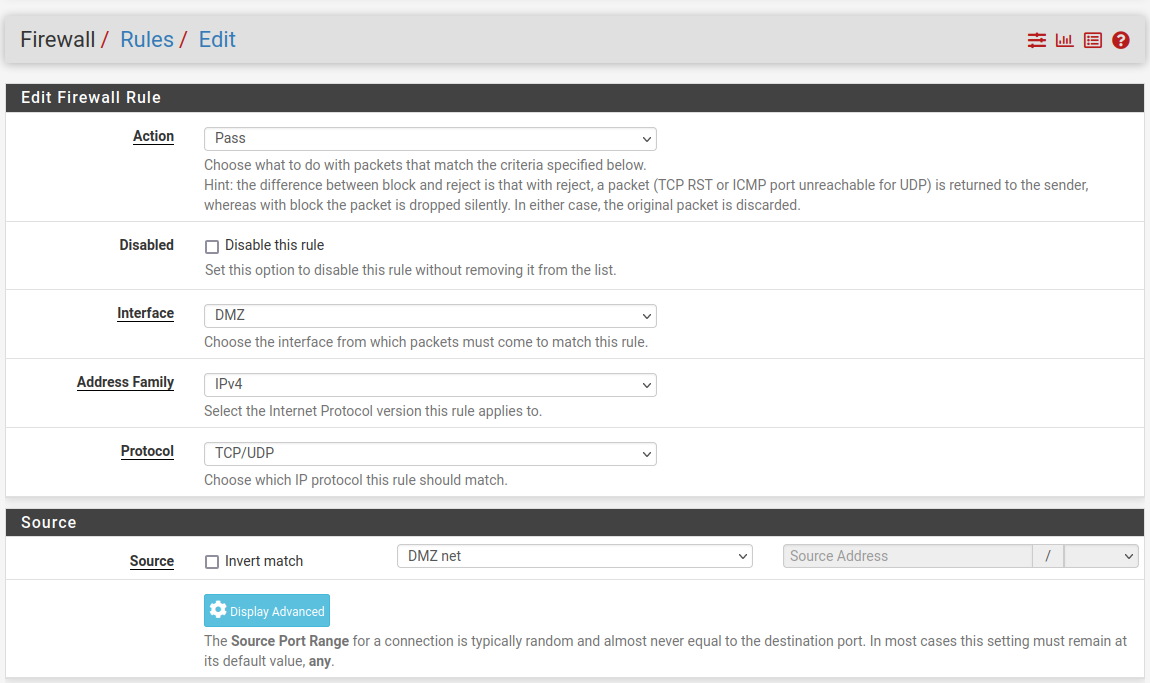 Firewall / Rules / Edit
Edit Firewall Rule
Action
Pass
Choose what to do with packets that match the criteria specified below.
Hint: the difference between block and reject is that with reject, a packet (TCP RST or ICMP port unreachable for UDP) is returned to the sender,
whereas with block the packet is dropped silently. In either case, the original packet is discarded.
Disabled
Disable this rule
Set this option to disable this rule without removing it from the list.
Interface
DMZ
Choose the interface from which packets must come to match this rule.
Address Family
IPv4
Select the Internet Protocol version this rule applies to.
Protocol
TCP/UDP
Choose which IP protocol this rule should match.
Source
Source
Invert match
DMZ net
Source Address
/
Display Advanced
The Source Port Range for a connection is typically random and almost never equal to the destination port. In most cases this setting must remain at
its default value, any.